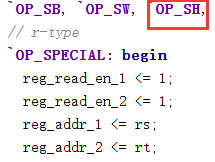 `OP_SB, `OP_SW, `OP_SH,
// r-type
`OP_SPECIAL: begin
reg_read_en_1 <= 1;
reg_read_en_2 <= 1;
reg_addr_1 <= rs;
reg_addr_2 <= rt;